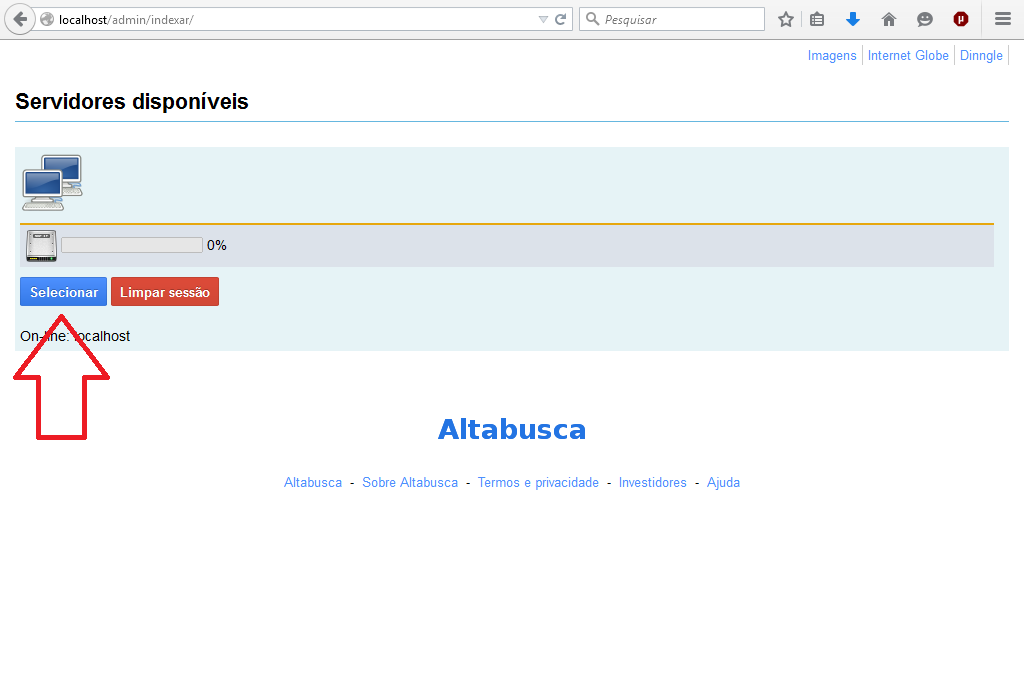 localhost/admin/indexar/
Pesquisar
Imagens Internet Globe Dinngle
Servidores disponíveis
0%
Selecionar Limpar sessão
On-line: localhost
Altabusca
Altabusca - Sobre Altabusca - Termos e privacidade - Investidores - Ajuda